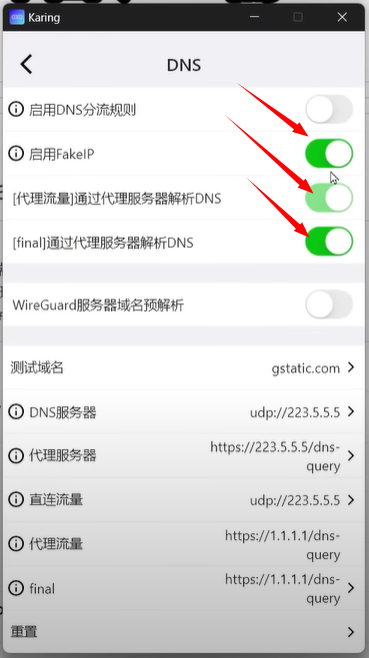 Karing
DNS
启用DNS分流规则
启用FakeIP
[代理流量]通过代理服务器解析DNS
[final]通过代理服务器解析DNS
WireGuard服务器域名预解析
测试域名 gstatic.com
DNS服务器 udp://223.5.5.5
代理服务器 https://223.5.5.5/dns-
query
直连流量 udp://223.5.5.5
代理流量 https://1.1.1.1/dns-
query
final https://1.1.1.1/dns-
query
重置